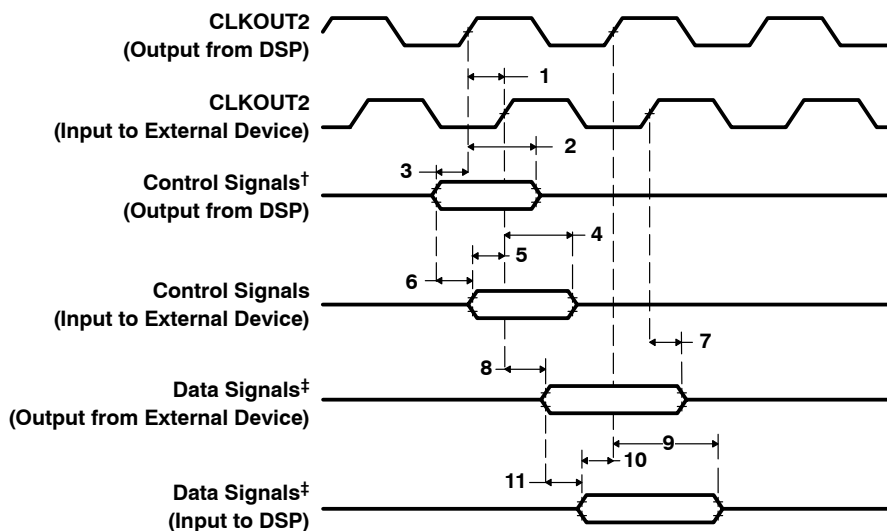 CLKOUT2
(Output from DSP)
1
CLKOUT2
(Input to External Device)
2
3
Control Signals†
(Output from DSP)
4
5
6
Control Signals
(Input to External Device)
7
8
Data Signals‡
(Output from External Device)
9
10
11
Data Signals‡
(Input to DSP)